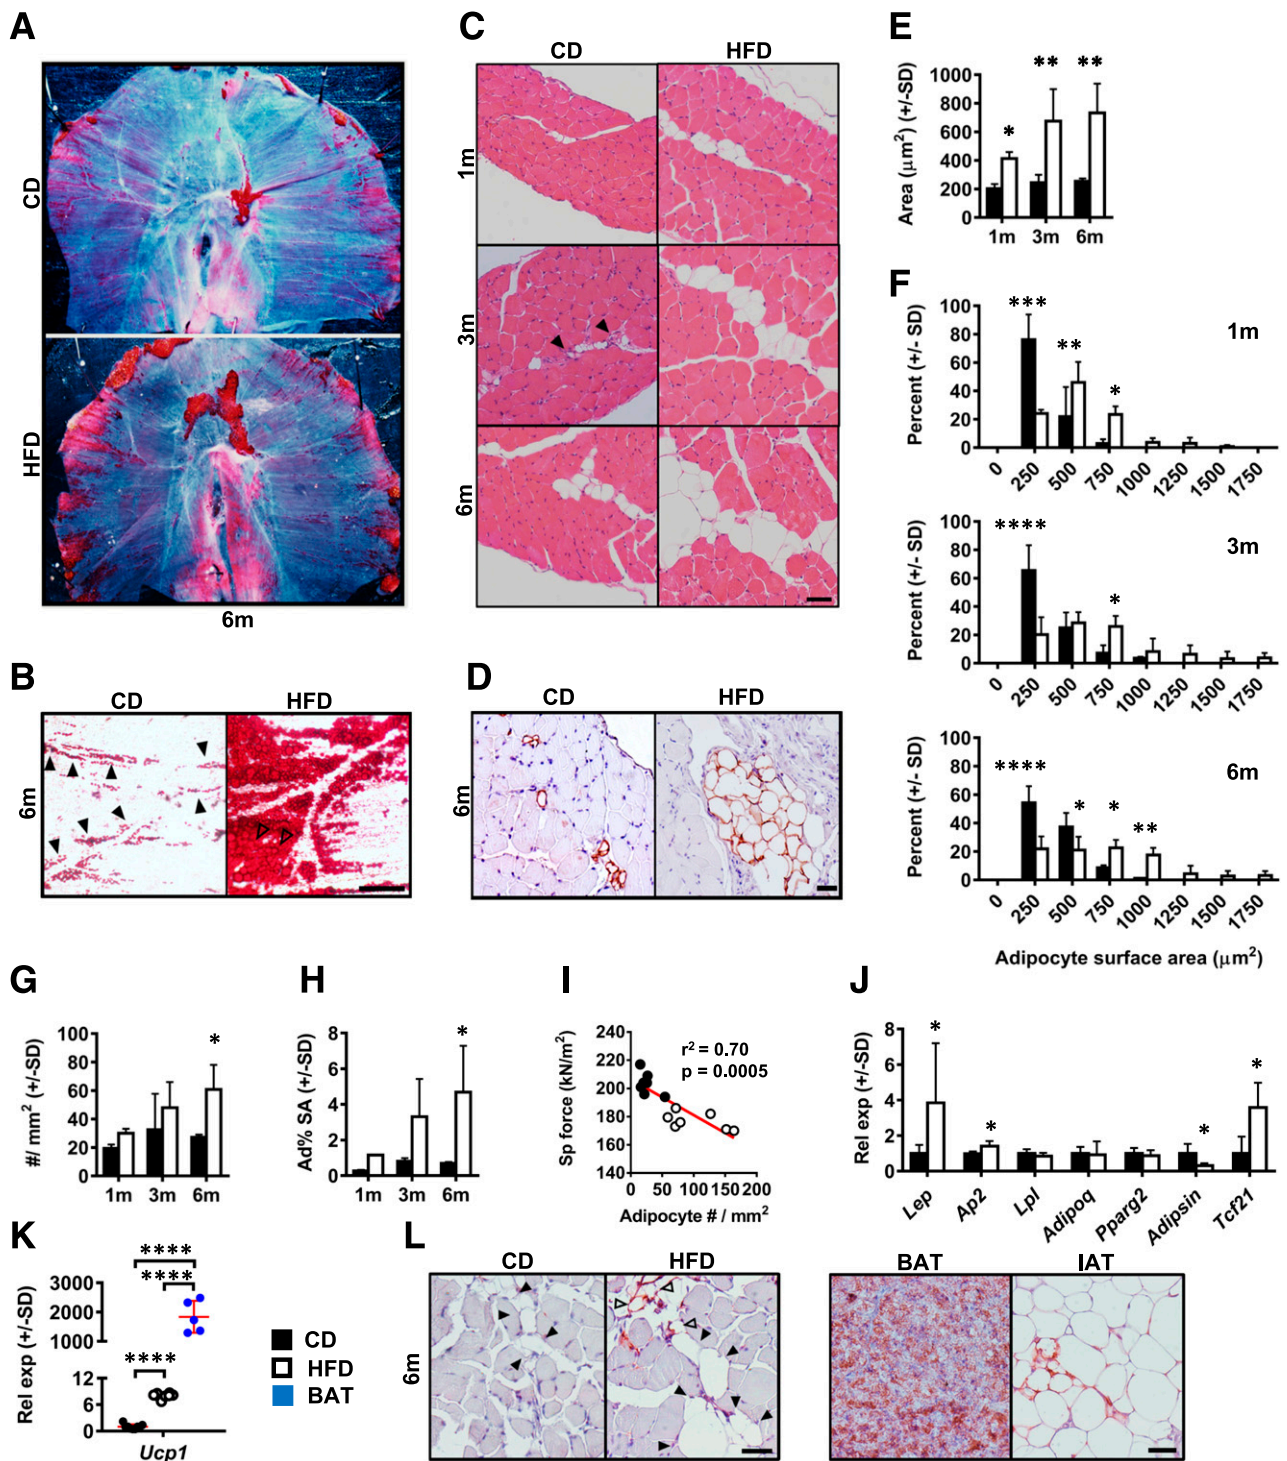 A
CD
HFD
6m
B
CD HFD
6m
C
CD HFD
1m
3m
6m
D
CD HFD
6m
E
Area (μm²) (+/-SD)
1000
800
600
400
200
0
* ** **
1m 3m 6m
F
Percent (+/- SD)
100
80
60
40
20
0
*** ** *
1m
0 250 500 750 1000 1250 1500 1750
Percent (+/- SD)
100
80
60
40
20
0
**** *
3m
0 250 500 750 1000 1250 1500 1750
Percent (+/- SD)
100
80
60
40
20
0
**** * * **
6m
0 250 500 750 1000 1250 1500 1750
Adipocyte surface area (μm²)
G
#/ mm² (+/-SD)
100
80
60
40
20
0
*
1m 3m 6m
H
Ad% SA (+/-SD)
8
6
4
2
0
*
1m 3m 6m
I
Sp force (kN/m²)
240
220
200
180
160
140
r² = 0.70
p = 0.0005
0 50 100 150 200
Adipocyte # / mm²
J
Rel exp (+/-SD)
8
6
4
2
0
* * * *
Lep Ap2 Lpl Adipoq Pparg2 Adipsin Tcf21
K
Rel exp (+/-SD)
3000
2000
1000
12
6
0
****
****
****
Ucp1
CD
HFD
BAT
L
CD HFD BAT IAT
6m